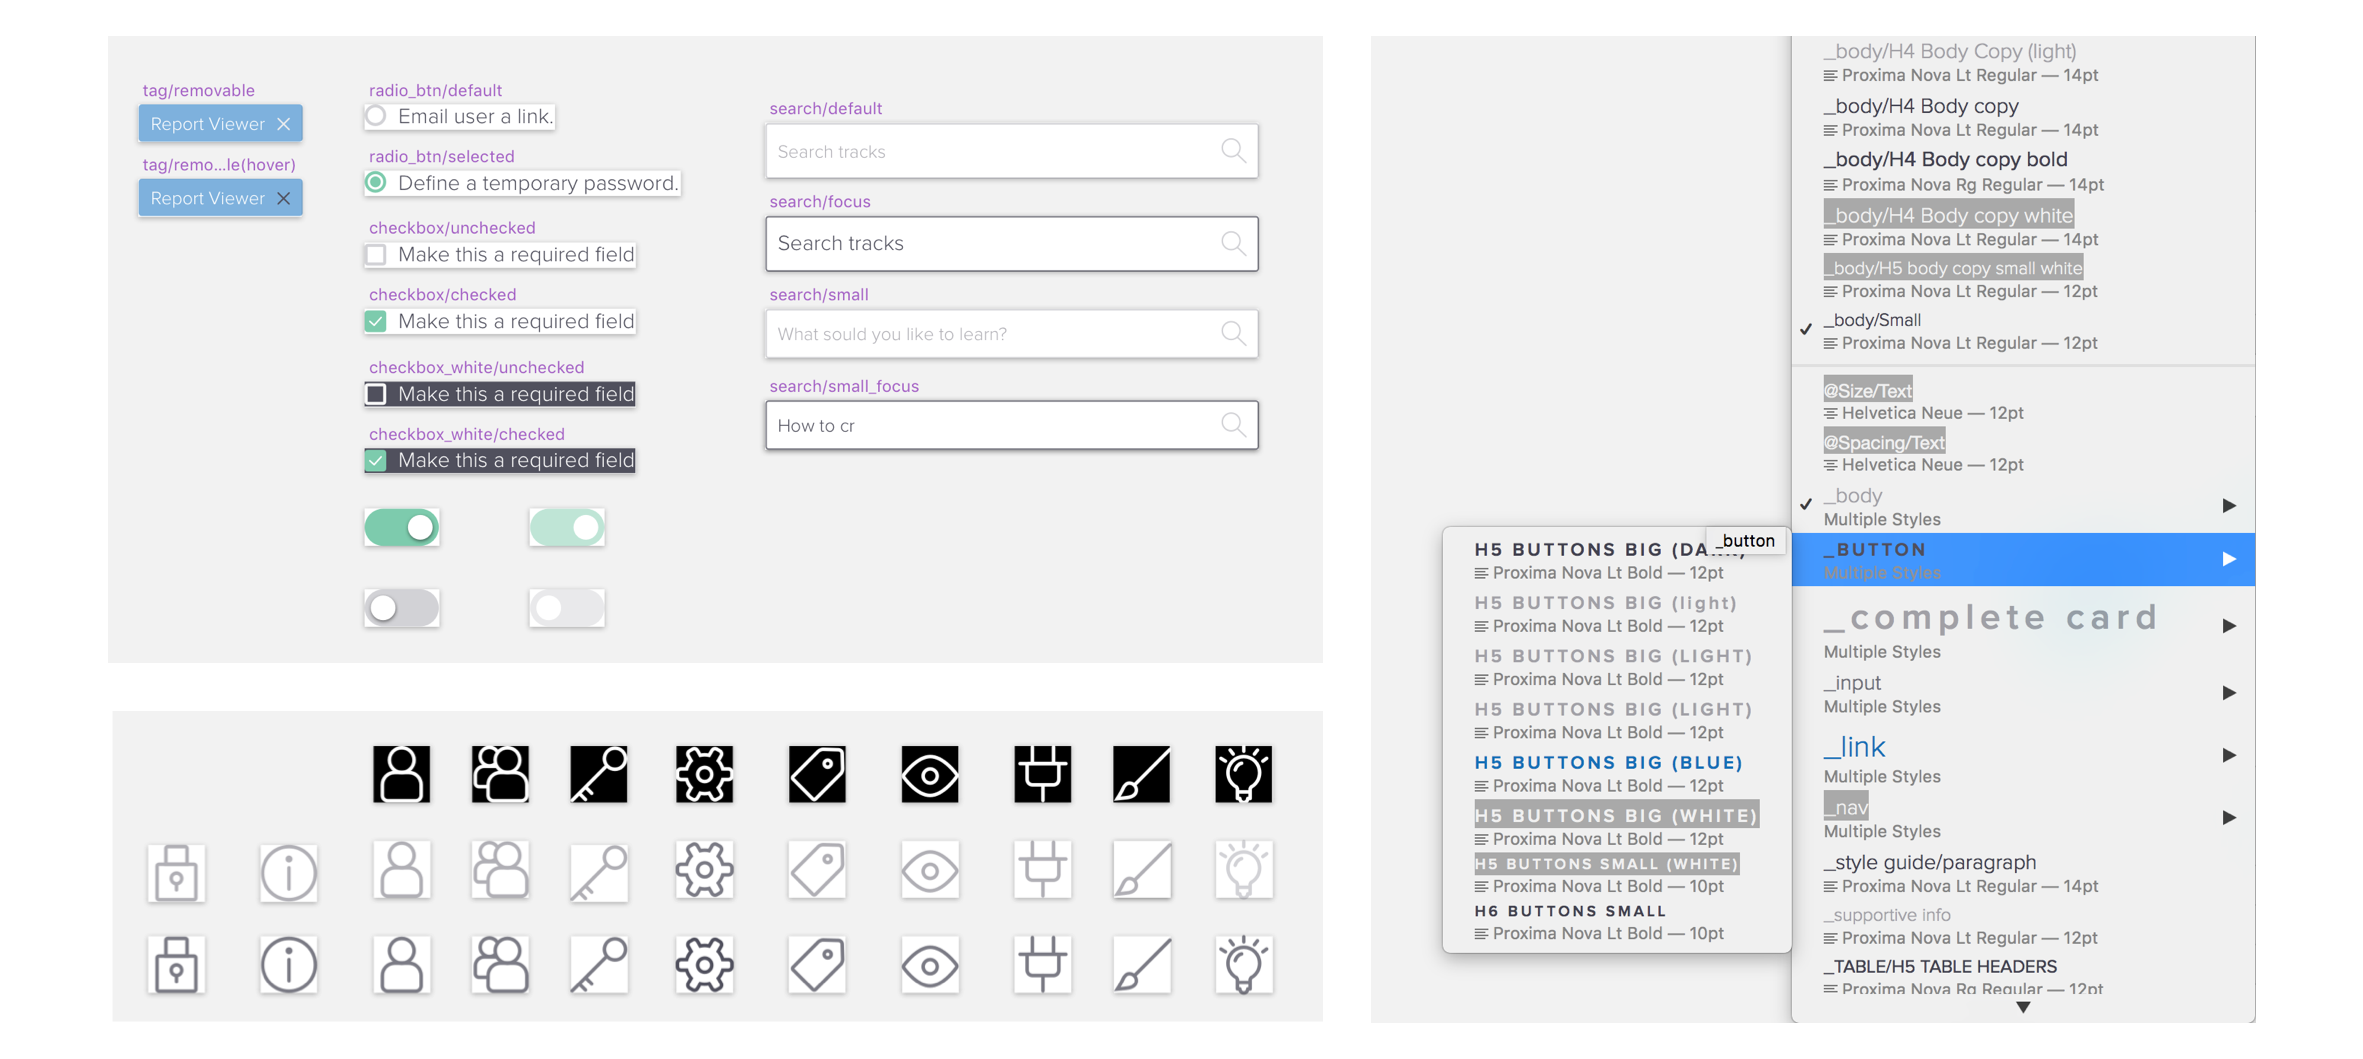 tag/removable
Report Viewer
tag/remo...le(hover)
Report Viewer
radio_btn/default
Email user a link.
radio_btn/selected
Define a temporary password.
checkbox/unchecked
Make this a required field
checkbox/checked
Make this a required field
checkbox_white/unchecked
Make this a required field
checkbox_white/checked
Make this a required field
search/default
Search tracks
search/focus
Search tracks
search/small
What sould you like to learn?
search/small_focus
How to cr
_body/H4 Body Copy (light)
Proxima Nova Lt Regular — 14pt
_body/H4 Body copy
Proxima Nova Lt Regular — 14pt
_body/H4 Body copy bold
Proxima Nova Rg Regular — 14pt
_body/H4 Body copy white
Proxima Nova Lt Regular — 14pt
_body/H5 body copy small white
Proxima Nova Lt Regular — 12pt
_body/Small
Proxima Nova Lt Regular — 12pt
@Size/Text
Helvetica Neue — 12pt
@Spacing/Text
Helvetica Neue — 12pt
_body
Multiple Styles
_BUTTON
Multiple Styles
_complete card
Multiple Styles
_input
Multiple Styles
_link
Multiple Styles
_nav
Multiple Styles
_style guide/paragraph
Proxima Nova Lt Regular — 14pt
_supportive info
Proxima Nova Lt Regular — 12pt
_TABLE/H5 TABLE HEADERS
Proxima Nova Rg Regular — 12pt
_button
H5 BUTTONS BIG (DARK)
Proxima Nova Lt Bold — 12pt
H5 BUTTONS BIG (light)
Proxima Nova Lt Bold — 12pt
H5 BUTTONS BIG (LIGHT)
Proxima Nova Lt Bold — 12pt
H5 BUTTONS BIG (LIGHT)
Proxima Nova Lt Bold — 12pt
H5 BUTTONS BIG (BLUE)
Proxima Nova Lt Bold — 12pt
H5 BUTTONS BIG (WHITE)
Proxima Nova Lt Bold — 12pt
H5 BUTTONS SMALL (WHITE)
Proxima Nova Lt Bold — 10pt
H6 BUTTONS SMALL
Proxima Nova Lt Bold — 10pt